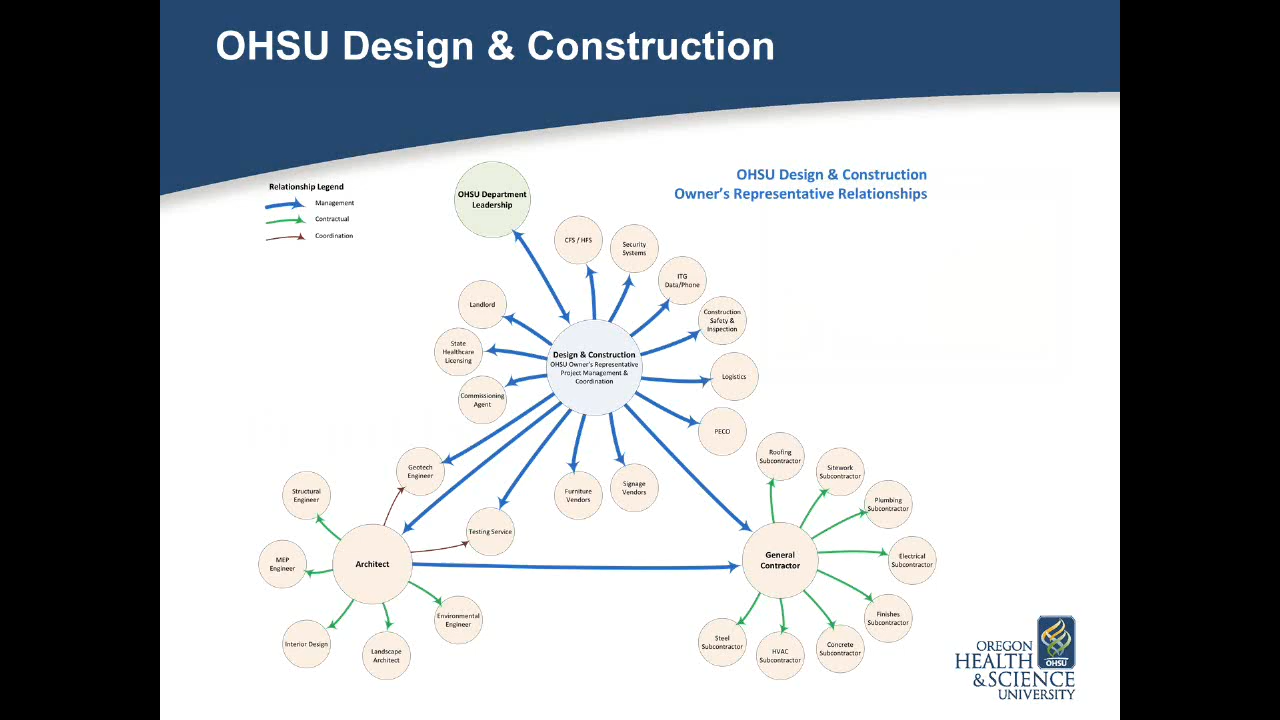 OHSU Design & Construction
OHSU Design & Construction
Owner's Representative Relationships
Relationship Legend
Management
Contractual
Coordination
OHSU Department
Leadership
CFS / HFS
Security
Systems
ITG
Data/Phone
Construction
Safety &
Inspection
Logistics
PECO
Landlord
State
Healthcare
Licensing
Commissioning
Agent
Design & Construction
OHSU Owner's Representative
Project Management &
Coordination
Geotech
Engineer
Testing Service
Furniture
Vendors
Signage
Vendors
Structural
Engineer
MEP
Engineer
Interior Design
Landscape
Architect
Environmental
Engineer
Architect
General
Contractor
Roofing
Subcontractor
Sitework
Subcontractor
Plumbing
Subcontractor
Electrical
Subcontractor
Finishes
Subcontractor
Concrete
Subcontractor
HVAC
Subcontractor
Steel
Subcontractor
OREGON
HEALTH
& SCIENCE
UNIVERSITY
OHSU